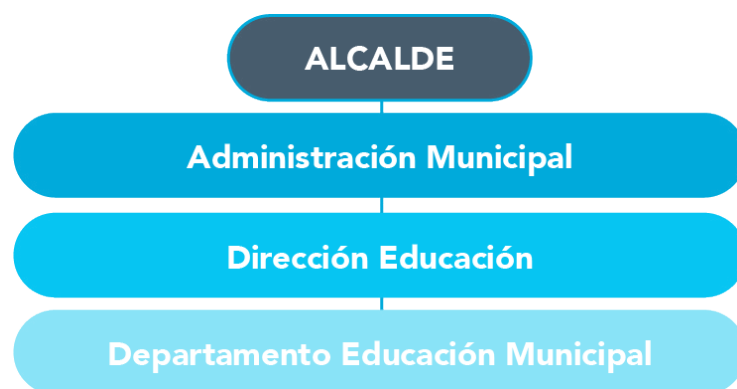 ALCALDE
Administración Municipal
Dirección Educación
Departamento Educación Municipal